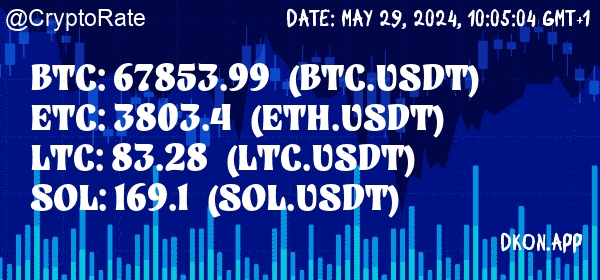 @CryptoRate
DATE: MAY 29, 2024, 10:05:04 GMT+1
BTC: 67853.99 (BTC.USDT)
ETC: 3803.4 (ETH.USDT)
LTC: 83.28 (LTC.USDT)
SOL: 169.1 (SOL.USDT)
DKON.APP